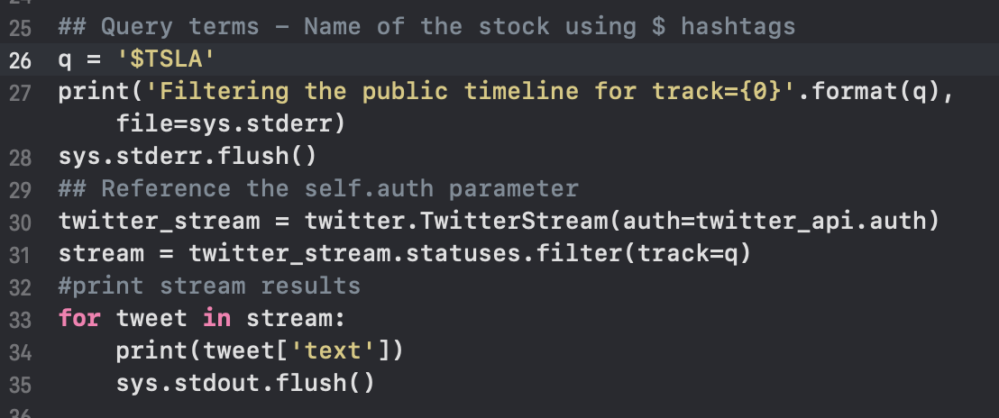 25 ## Query terms – Name of the stock using $ hashtags
26 q = '$TSLA'
27 print('Filtering the public timeline for track={0}'.format(q),
file=sys.stderr)
28 sys.stderr.flush()
29 ## Reference the self.auth parameter
30 twitter_stream = twitter.TwitterStream(auth=twitter_api.auth)
31 stream = twitter_stream.statuses.filter(track=q)
32 #print stream results
33 for tweet in stream:
34     print(tweet['text'])
35     sys.stdout.flush()
36